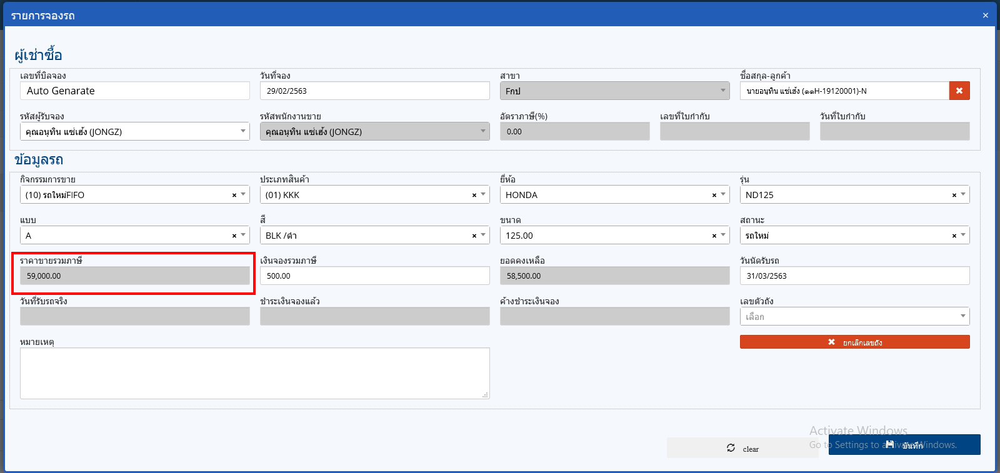 รายการจองรถ ×
ผู้เช่าซื้อ
เลขที่บิลจอง วันที่จอง สาขา ชื่อสกุล-ลูกค้า
Auto Genarate 29/02/2563 Fกป นายอนุทิน แซ่เฮ้ง (๑๑H-19120001)-N
รหัสผู้รับจอง รหัสพนักงานขาย อัตราภาษี(%) เลขที่ใบกำกับ วันที่ใบกำกับ
คุณอนุทิน แซ่เฮ้ง (JONGZ) คุณอนุทิน แซ่เฮ้ง (JONGZ) 0.00
ข้อมูลรถ
กิจกรรมการขาย ประเภทสินค้า ยี่ห้อ รุ่น
(10) รถใหม่FIFO × (01) KKK × HONDA × ND125 ×
แบบ สี ขนาด สถานะ
A × BLK /ดำ × 125.00 × รถใหม่ ×
ราคาขายรวมภาษี เงินจองรวมภาษี ยอดคงเหลือ วันนัดรับรถ
59,000.00 500.00 58,500.00 31/03/2563
วันที่รับรถจริง ชำระเงินจองแล้ว ค้างชำระเงินจอง เลขตัวถัง
เลือก
หมายเหตุ
ยกเลิกเลขถัง
Activate Windows
Go to Settings to activate Windows.
clear บันทึก